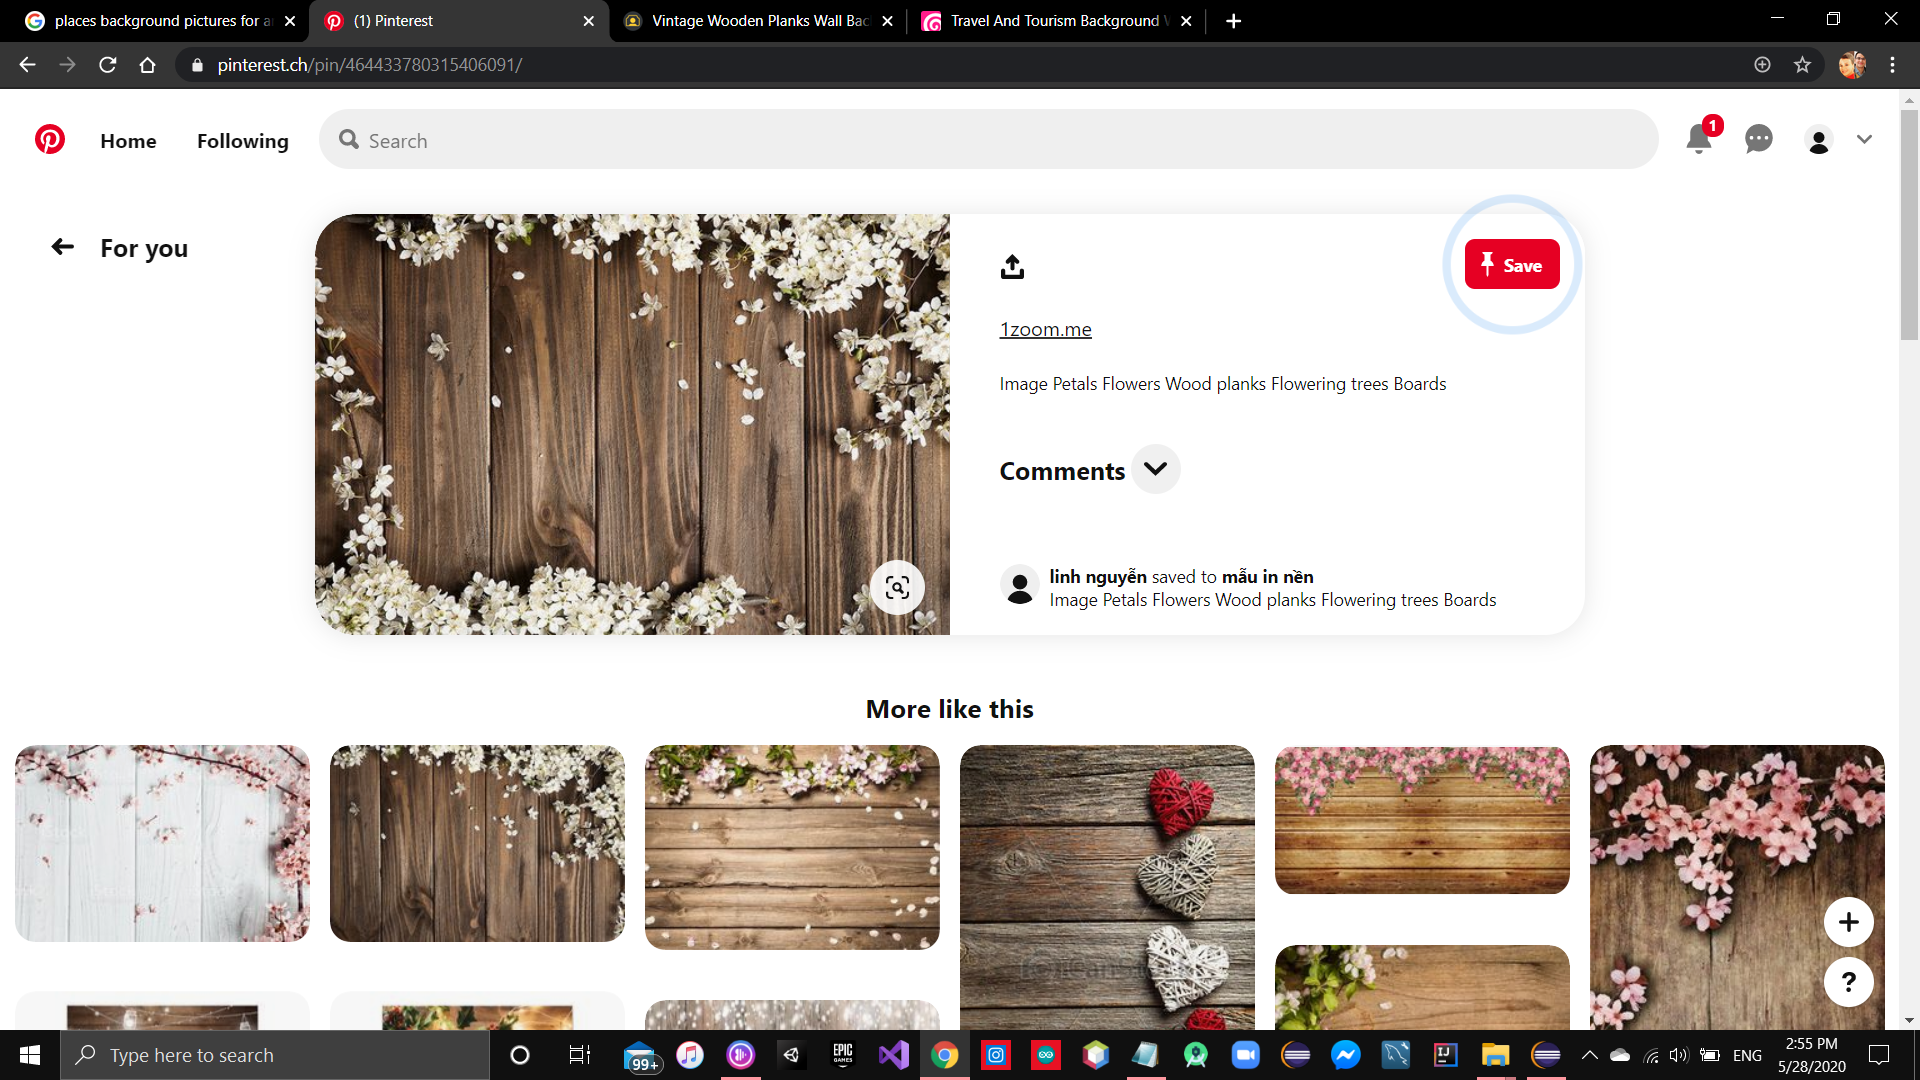 places background pictures for a
(1) Pinterest
Vintage Wooden Planks Wall Bac
Travel And Tourism Background
pinterest.ch/pin/464433780315406091/
Home
Following
Search
1
For you
Save
1zoom.me
Image Petals Flowers Wood planks Flowering trees Boards
Comments
linh nguyễn saved to mẫu in nền
Image Petals Flowers Wood planks Flowering trees Boards
More like this
+
?
Type here to search
99+
EPIC
GAMES
IJ
ENG
2:55 PM
5/28/2020